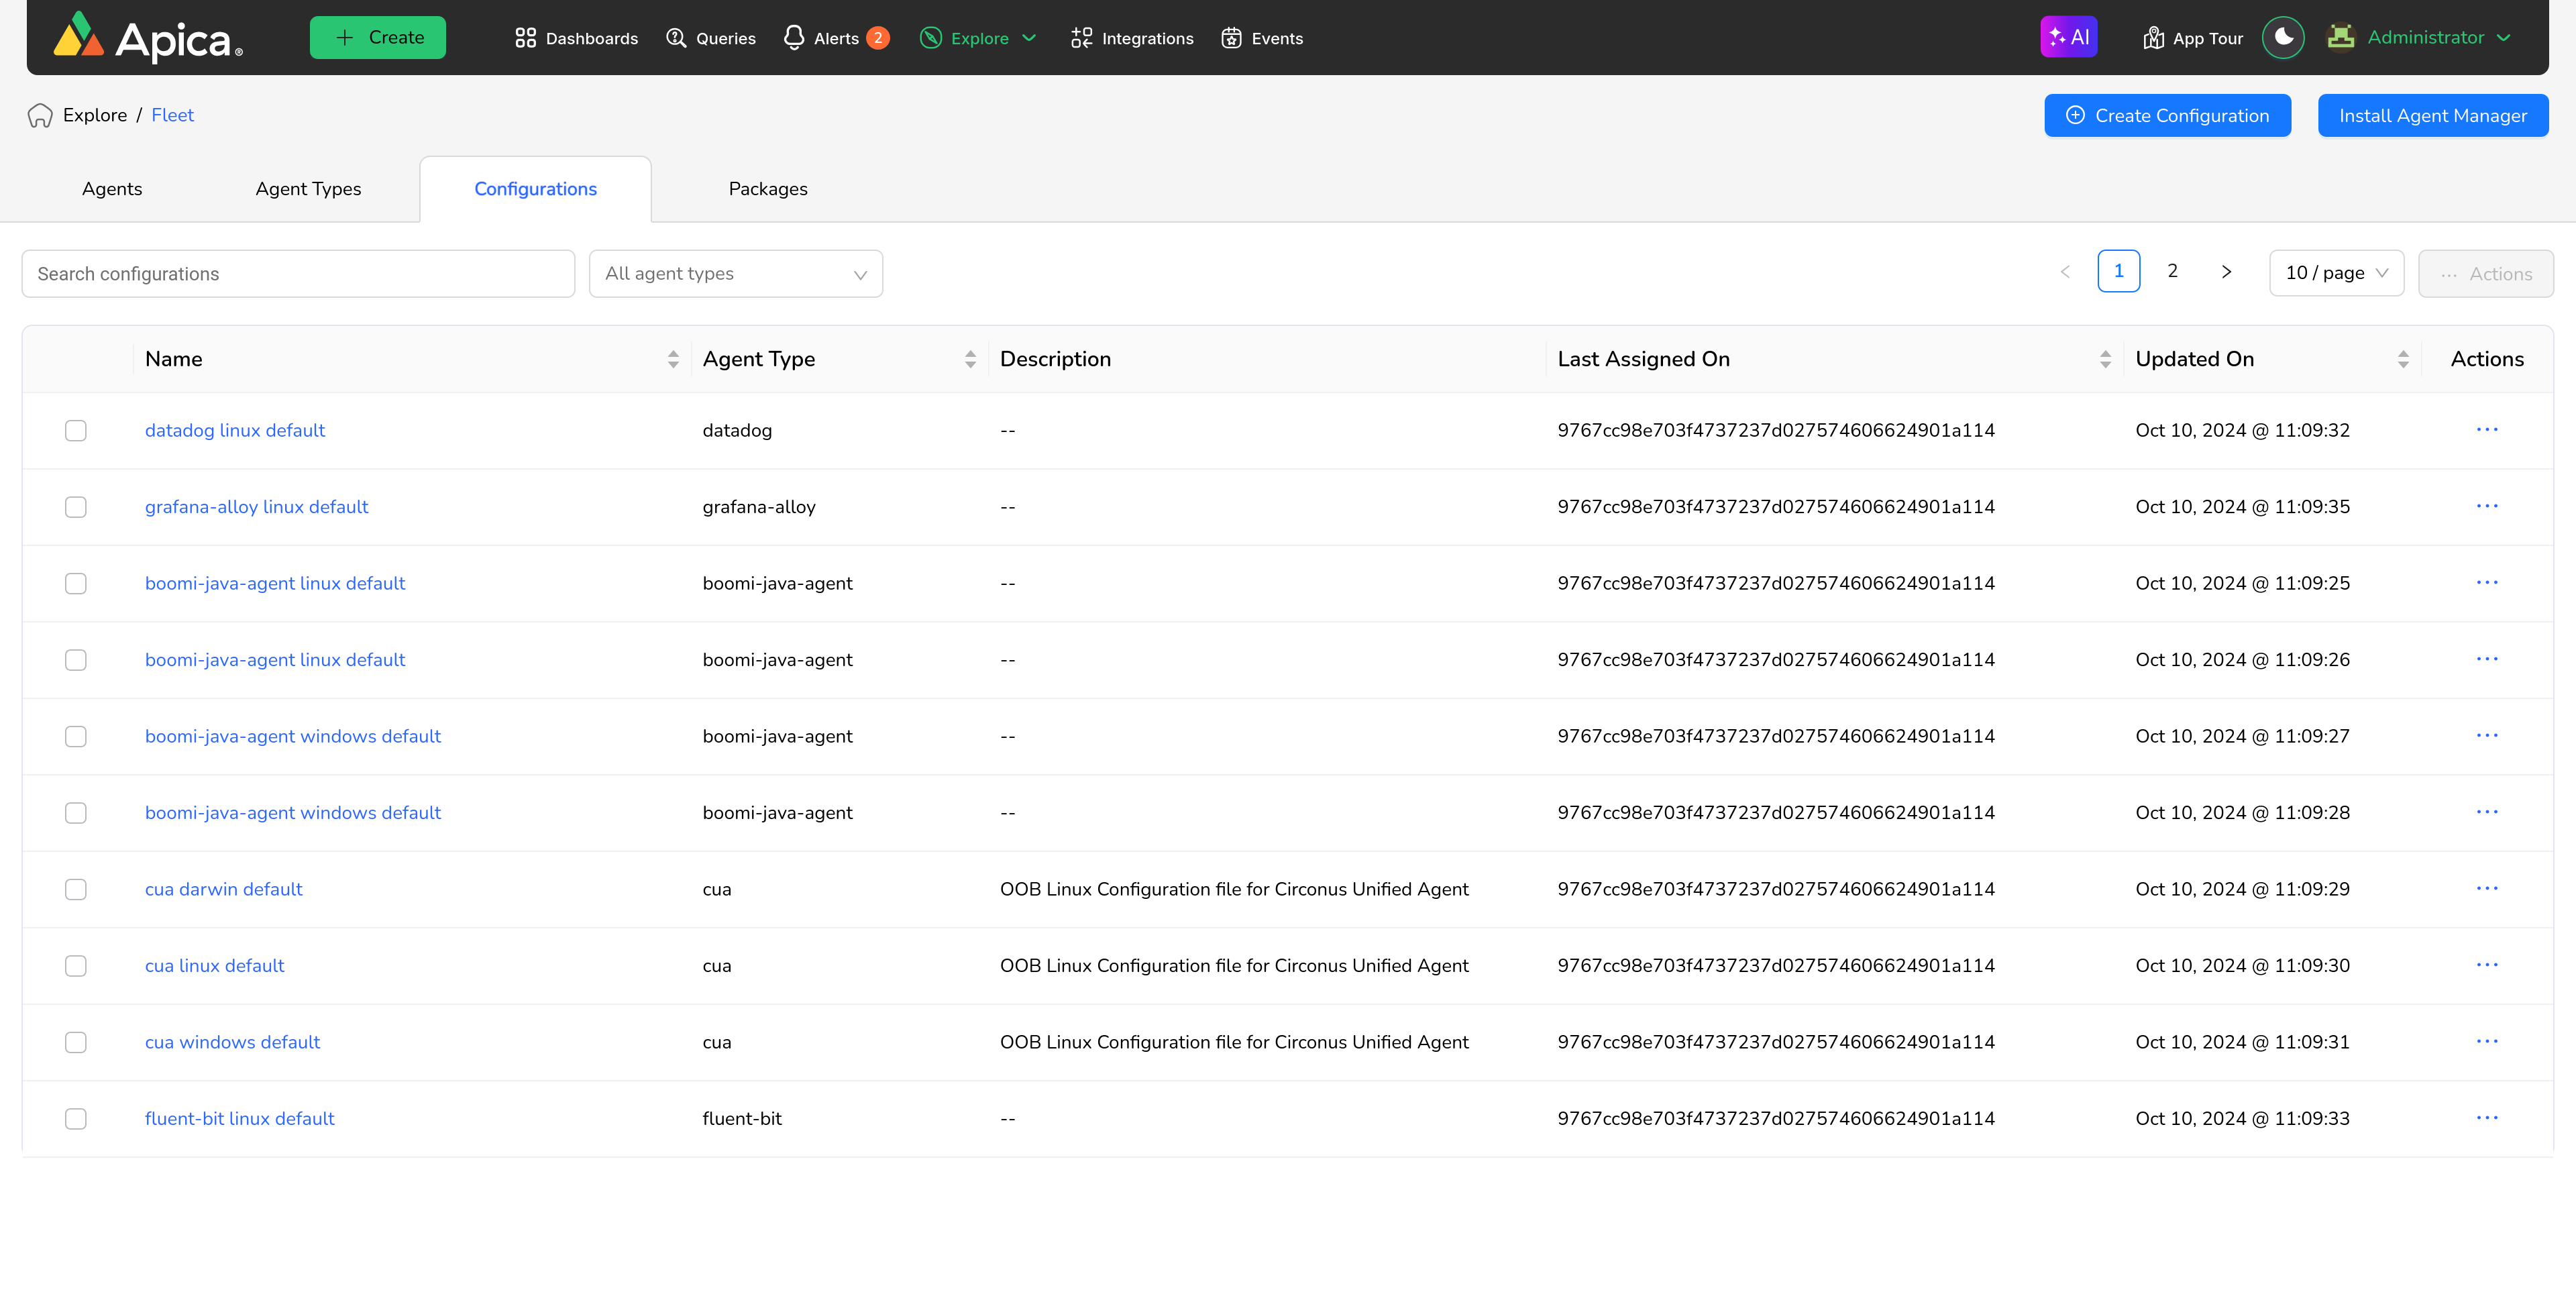 Apica®
+ Create
Dashboards
Queries
Alerts 2
Explore
Integrations
Events
AI
App Tour
Administrator
Explore / Fleet
Create Configuration
Install Agent Manager
Agents
Agent Types
Configurations
Packages
Search configurations
All agent types
< 1 2 >
10 / page
··· Actions
Name Agent Type Description Last Assigned On Updated On Actions
datadog linux default datadog -- 9767cc98e703f4737237d027574606624901a114 Oct 10, 2024 @ 11:09:32 ···
grafana-alloy linux default grafana-alloy -- 9767cc98e703f4737237d027574606624901a114 Oct 10, 2024 @ 11:09:35 ···
boomi-java-agent linux default boomi-java-agent -- 9767cc98e703f4737237d027574606624901a114 Oct 10, 2024 @ 11:09:25 ···
boomi-java-agent linux default boomi-java-agent -- 9767cc98e703f4737237d027574606624901a114 Oct 10, 2024 @ 11:09:26 ···
boomi-java-agent windows default boomi-java-agent -- 9767cc98e703f4737237d027574606624901a114 Oct 10, 2024 @ 11:09:27 ···
boomi-java-agent windows default boomi-java-agent -- 9767cc98e703f4737237d027574606624901a114 Oct 10, 2024 @ 11:09:28 ···
cua darwin default cua OOB Linux Configuration file for Circonus Unified Agent 9767cc98e703f4737237d027574606624901a114 Oct 10, 2024 @ 11:09:29 ···
cua linux default cua OOB Linux Configuration file for Circonus Unified Agent 9767cc98e703f4737237d027574606624901a114 Oct 10, 2024 @ 11:09:30 ···
cua windows default cua OOB Linux Configuration file for Circonus Unified Agent 9767cc98e703f4737237d027574606624901a114 Oct 10, 2024 @ 11:09:31 ···
fluent-bit linux default fluent-bit -- 9767cc98e703f4737237d027574606624901a114 Oct 10, 2024 @ 11:09:33 ···